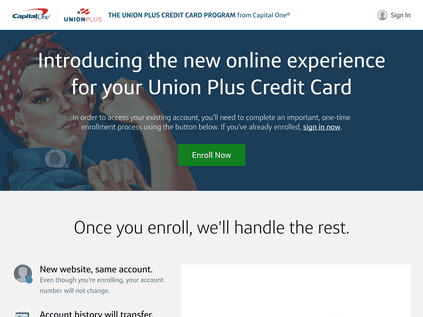 Capital One
UNION PLUS
THE UNION PLUS CREDIT CARD PROGRAM from Capital One®
Sign In
Introducing the new online experience
for your Union Plus Credit Card
In order to access your existing account, you'll need to complete an important, one-time
enrollment process using the button below. If you've already enrolled, sign in now.
Enroll Now
Once you enroll, we'll handle the rest.
New website, same account.
Even though you're enrolling, your account
number will not change.
Account history will transfer.